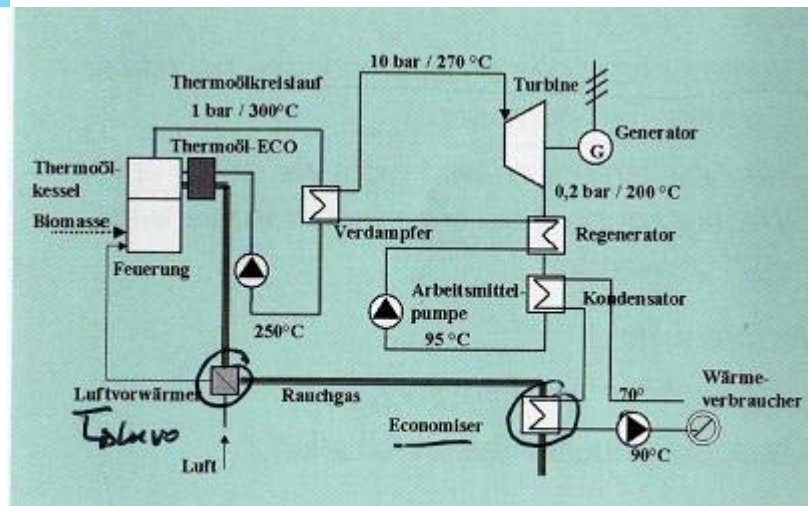 10 bar / 270 °C
Thermoölkreislauf
1 bar / 300°C
Turbine
Thermoöl-ECO
Generator
G
Thermoöl-
kessel
0,2 bar / 200 °C
Biomasse
Verdampfer
Regenerator
Feuerung
Arbeitsmittel-
pumpe
Kondensator
250°C
95 °C
Luftvorwärmer
Rauchgas
70°
Wärme-
verbraucher
Economiser
90°C
Luft